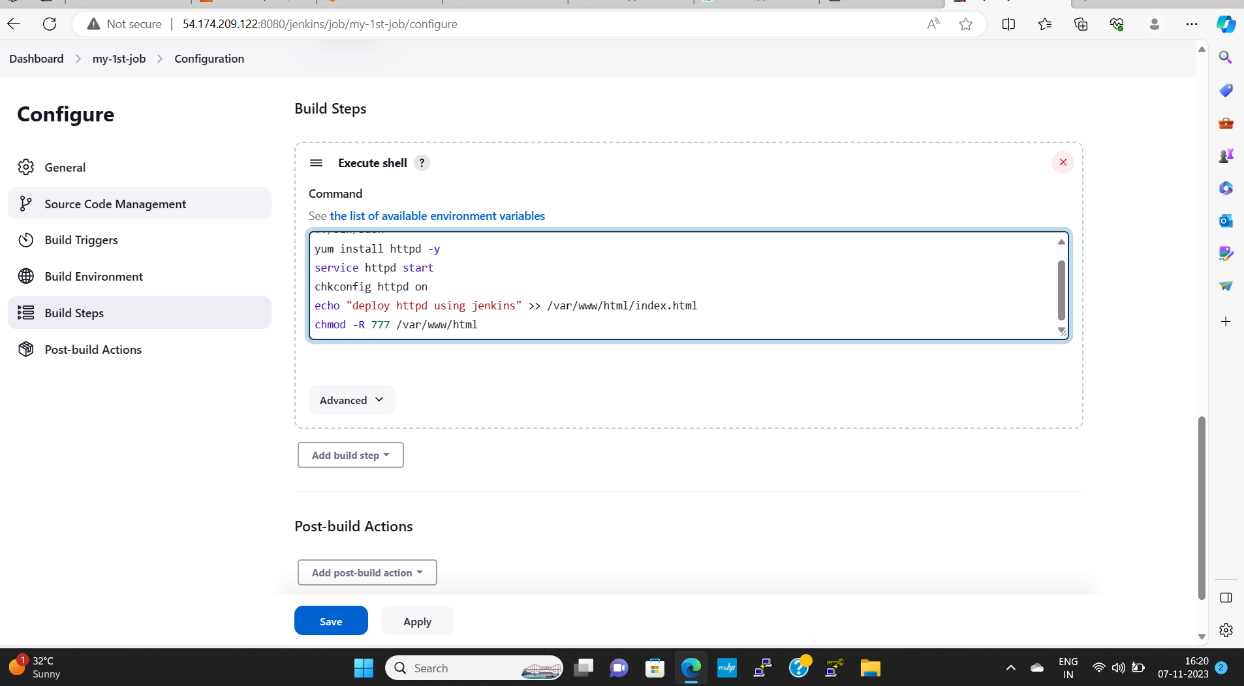 Not secure | 54.174.209.122:8080/jenkins/job/my-1st-job/configure
Dashboard > my-1st-job > Configuration
Configure
General
Source Code Management
Build Triggers
Build Environment
Build Steps
Post-build Actions
Build Steps
Execute shell ?
Command
See the list of available environment variables
yum install httpd -y
service httpd start
chkconfig httpd on
echo "deploy httpd using jenkins" >> /var/www/html/index.html
chmod -R 777 /var/www/html
Advanced
Add build step
Post-build Actions
Add post-build action
Save
Apply
1
32°C
Sunny
Search
ENG
IN
16:20
07-11-2023
2